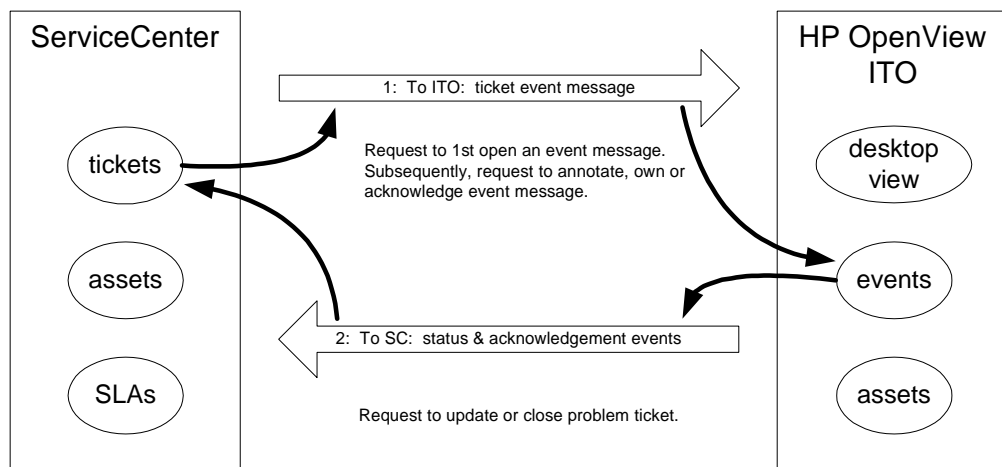 ServiceCenter
tickets
assets
SLAs
1:  To ITO:  ticket event message
Request to 1st open an event message.
Subsequently, request to annotate, own or
acknowledge event message.
2:  To SC:  status & acknowledgement events
Request to update or close problem ticket.
HP OpenView
ITO
desktop
view
events
assets